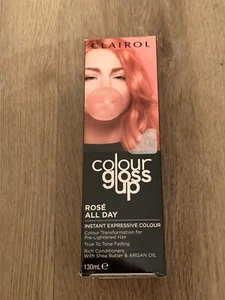 CLAIROL
colour
gloss
up
ROSÉ
ALL DAY
INSTANT EXPRESSIVE COLOUR
Colour Transformation for
Pre-Lightened Hair
True To Tone Fading
Rich Conditioners
With Shea Butter & ARGAN OIL
130mL℮